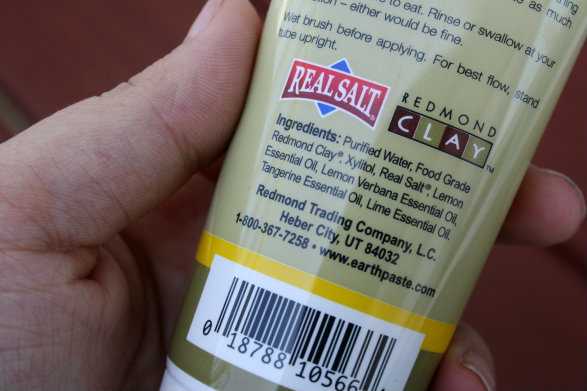 to eat. Rinse or swallow at your
as much
– either would be fine.
Wet brush before applying. For best flow, stand
tube upright.
REAL SALT®
REDMOND
CLAY™
Ingredients: Purified Water, Food Grade
Redmond Clay®, Xylitol, Real Salt®, Lemon
Essential Oil, Lemon Verbana Essential Oil,
Tangerine Essential Oil, Lime Essential Oil.
Redmond Trading Company, L.C.
Heber City, UT 84032
1-800-367-7258 • www.earthpaste.com
0 18788 10566